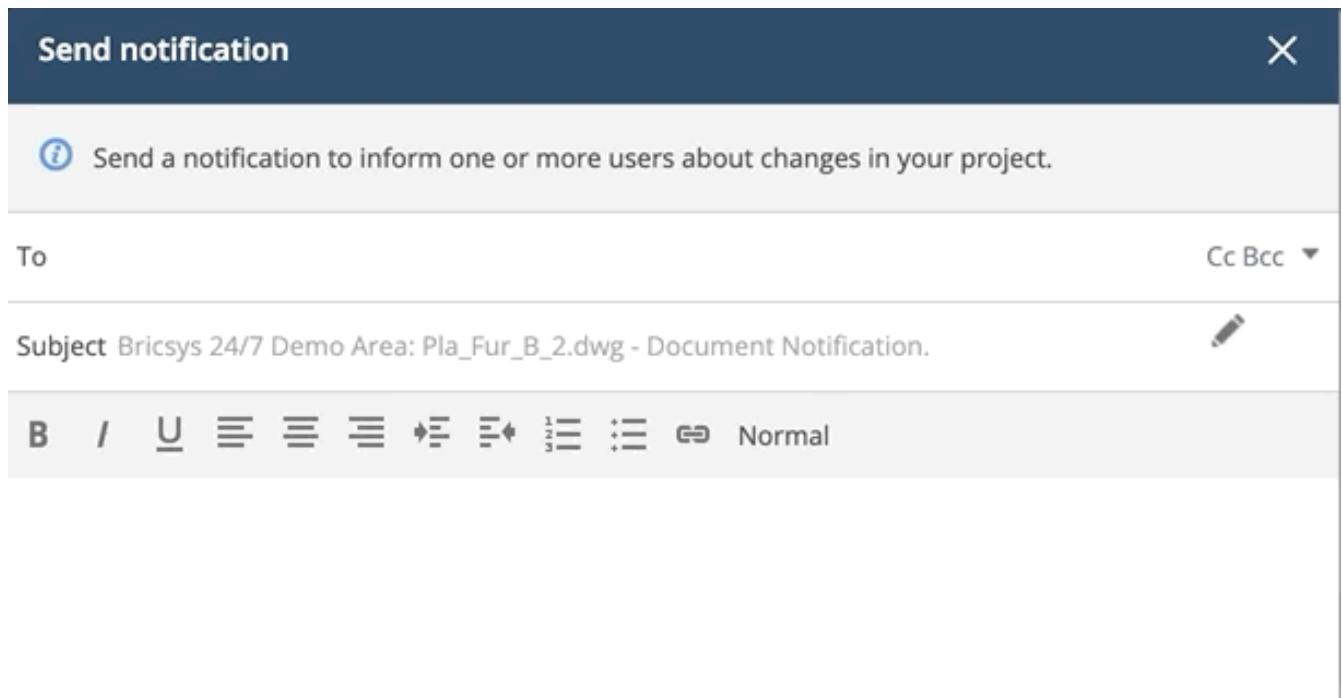 Send notification
Send a notification to inform one or more users about changes in your project.
To Cc Bcc
Subject Bricsys 24/7 Demo Area: Pla_Fur_B_2.dwg - Document Notification.
B I U Normal